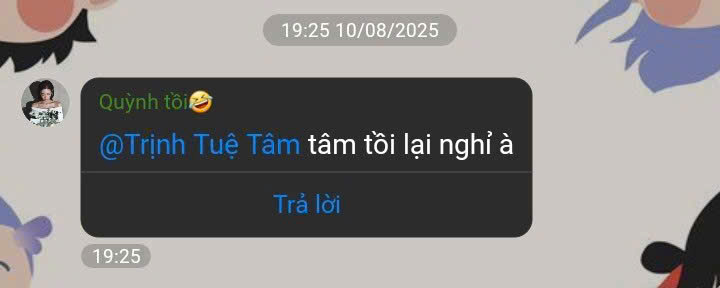 19:25 10/08/2025
Quỳnh tồi🤣
@Trịnh Tuệ Tâm tâm tồi lại nghỉ à
Trả lời
19:25